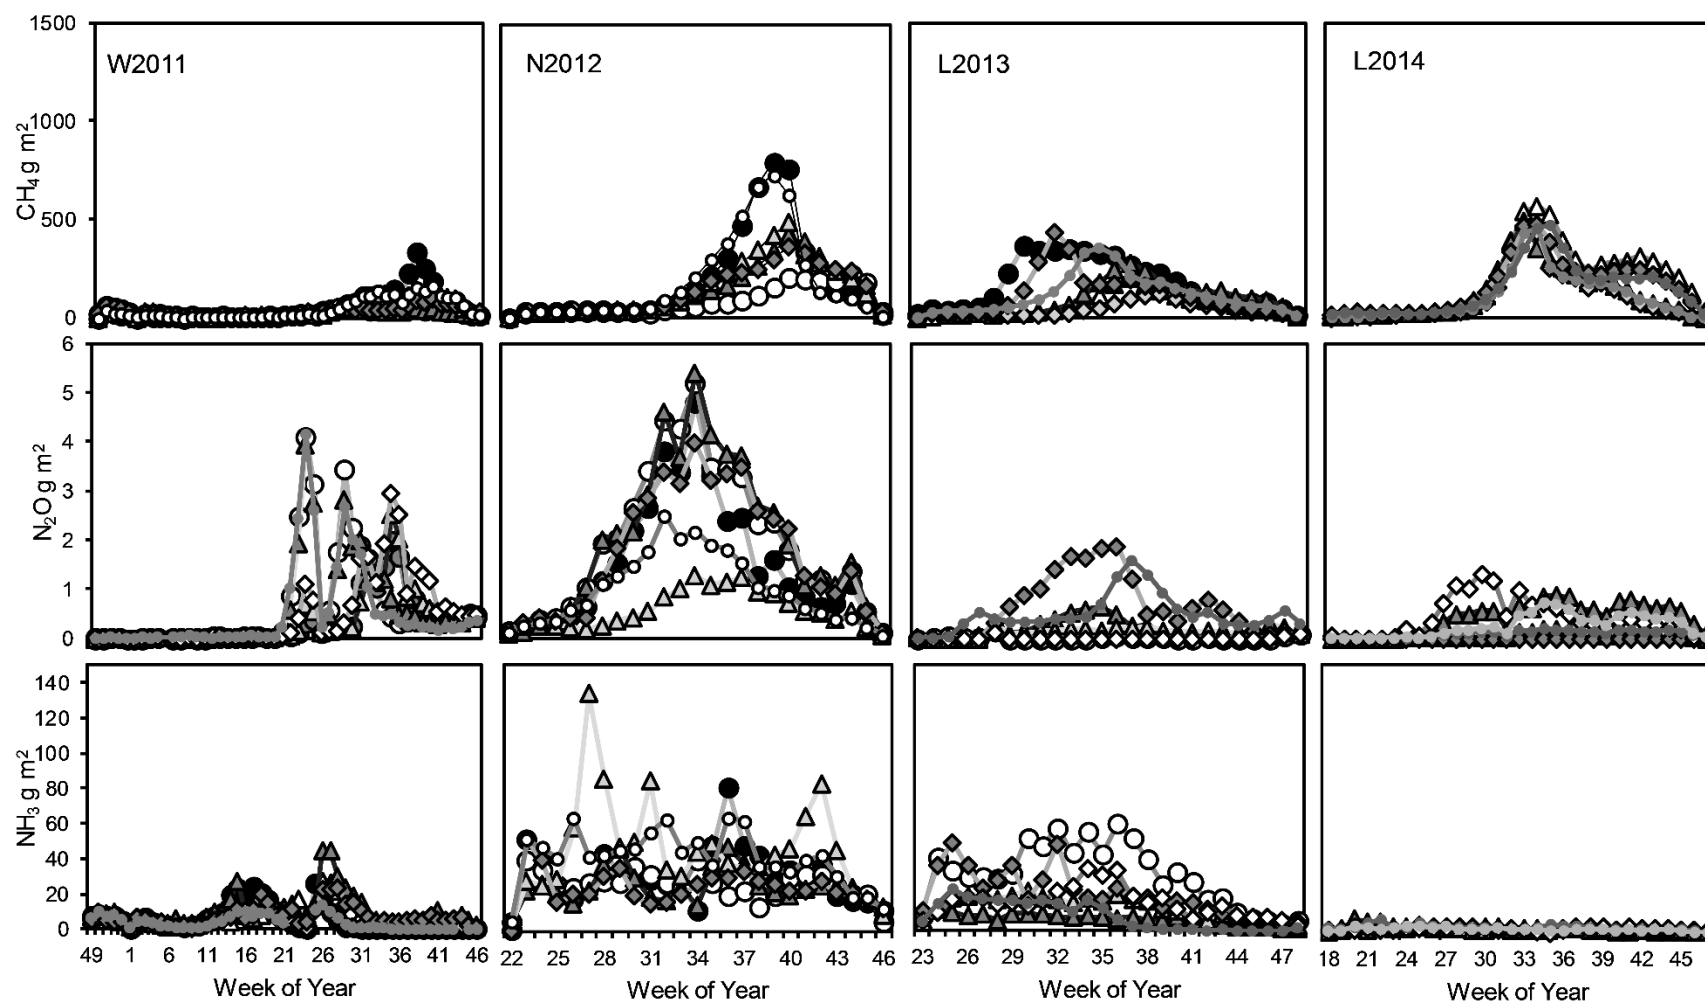 W2011
N2012
L2013
L2014
CH₄ g m²
1500
1000
500
0
N₂O g m²
6
5
4
3
2
1
0
NH₃ g m²
140
120
100
80
60
40
20
0
49 1 6 11 16 21 26 31 36 41 46
22 25 28 31 34 37 40 43 46
23 26 29 32 35 38 41 44 47
18 21 24 27 30 33 36 39 42 45
Week of Year
Week of Year
Week of Year
Week of Year